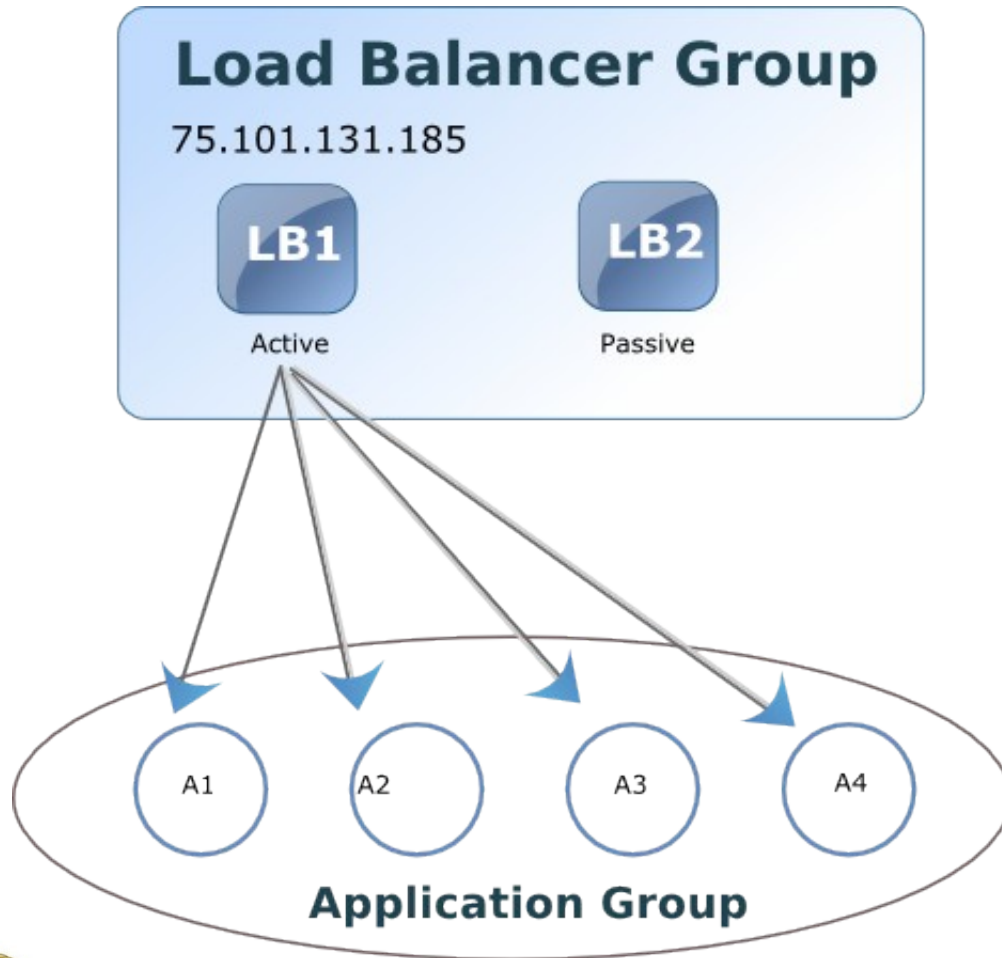 Load Balancer Group
75.101.131.185
LB1
LB2
Active
Passive
A1
A2
A3
A4
Application Group